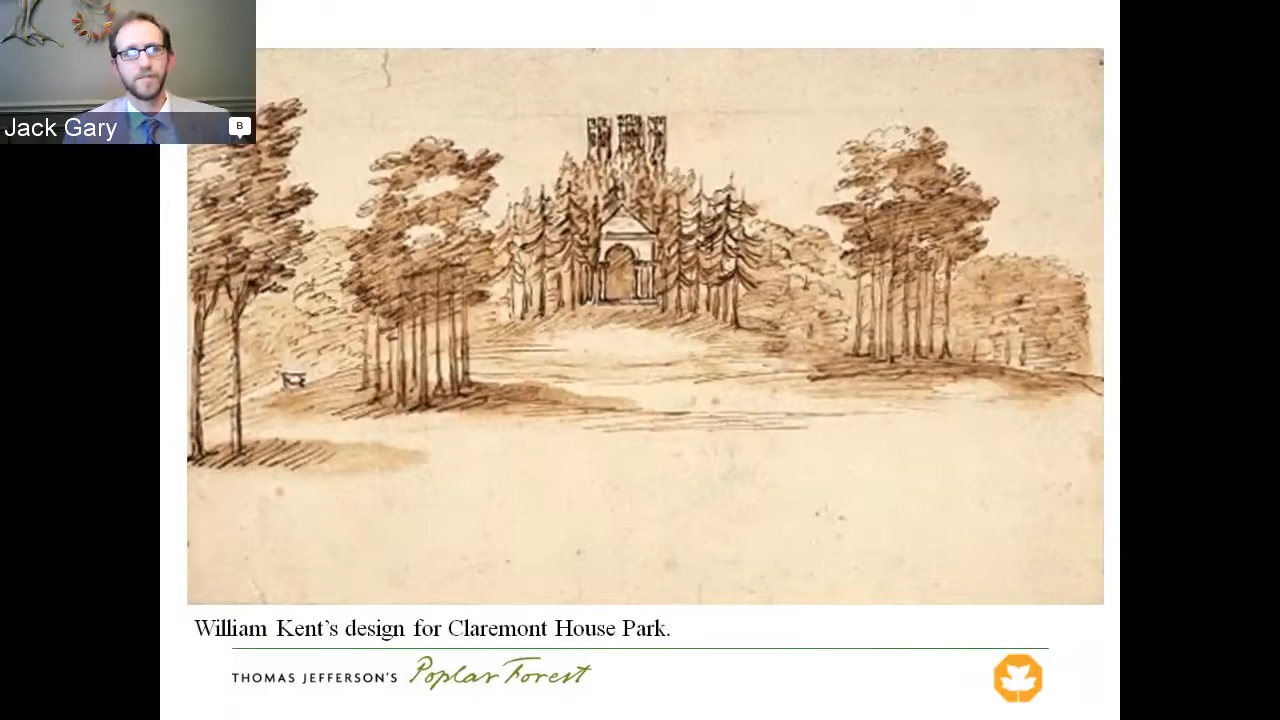 Jack Gary
B
William Kent's design for Claremont House Park.
THOMAS JEFFERSON'S Poplar Forest